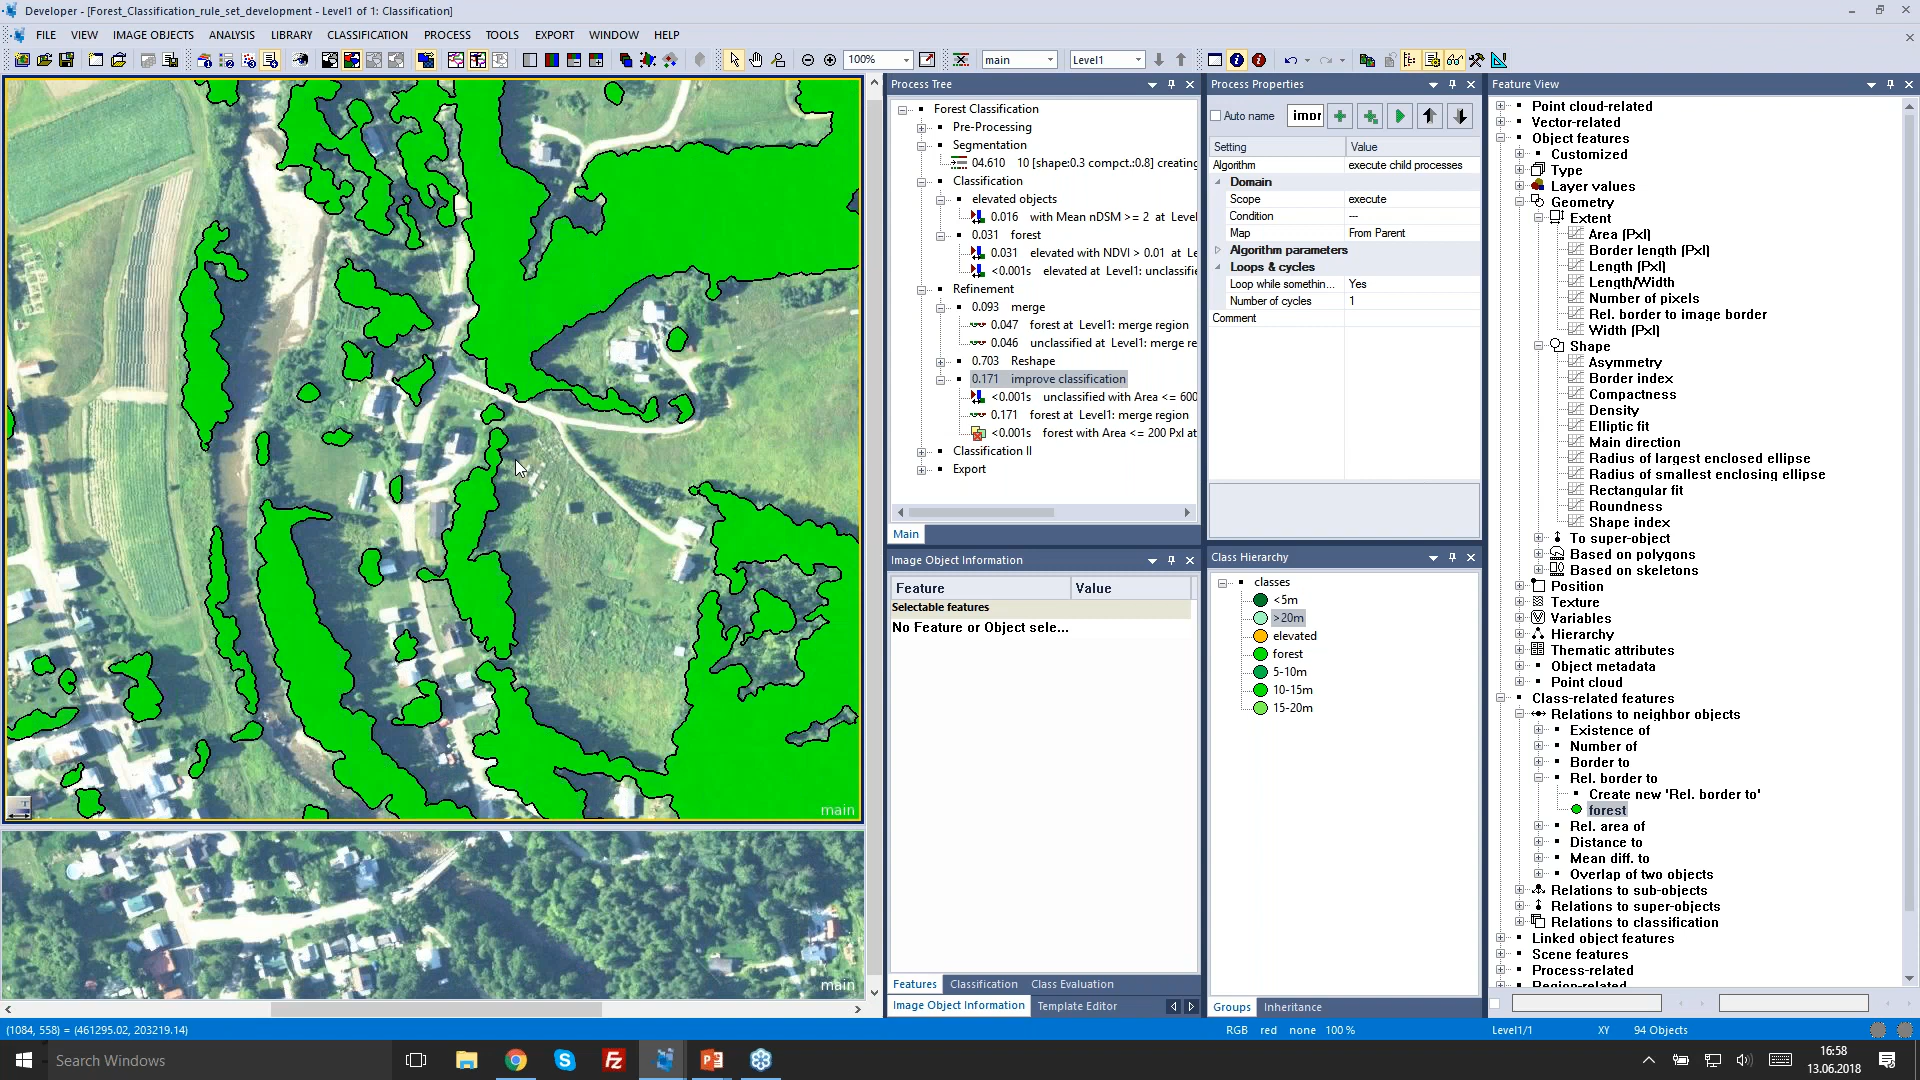 Developer - [Forest_Classification_rule_set_development - Level1 of 1: Classification]
FILE VIEW IMAGE OBJECTS ANALYSIS LIBRARY CLASSIFICATION PROCESS TOOLS EXPORT WINDOW HELP
100% main Level1
main
main
(1084, 558) = (461295.02, 203219.14)
Process Tree
Forest Classification
Pre-Processing
Segmentation
04.610 10 [shape:0.3 compct.:0.8] creating
Classification
elevated objects
0.016 with Mean nDSM >= 2 at Level
0.031 forest
0.031 elevated with NDVI > 0.01 at Le
<0.001s elevated at Level1: unclassifie
Refinement
0.093 merge
0.047 forest at Level1: merge region
0.046 unclassified at Level1: merge re
0.703 Reshape
0.171 improve classification
<0.001s unclassified with Area <= 600
0.171 forest at Level1: merge region
<0.001s forest with Area <= 200 Pxl at
Classification II
Export
Main
Image Object Information
Feature Value
Selectable features
No Feature or Object sele...
Features Classification Class Evaluation
Image Object Information Template Editor
Process Properties
Auto name impr
Setting Value
Algorithm execute child processes
Domain
Scope execute
Condition ---
Map From Parent
Algorithm parameters
Loops & cycles
Loop while somethin... Yes
Number of cycles 1
Comment
Class Hierarchy
classes
<5m
>20m
elevated
forest
5-10m
10-15m
15-20m
Groups Inheritance
Feature View
Point cloud-related
Vector-related
Object features
Customized
Type
Layer values
Geometry
Extent
Area (Pxl)
Border length (Pxl)
Length (Pxl)
Length/Width
Number of pixels
Rel. border to image border
Width (Pxl)
Shape
Asymmetry
Border index
Compactness
Density
Elliptic fit
Main direction
Radius of largest enclosed ellipse
Radius of smallest enclosing ellipse
Rectangular fit
Roundness
Shape index
To super-object
Based on polygons
Based on skeletons
Position
Texture
Variables
Hierarchy
Thematic attributes
Object metadata
Point cloud
Class-related features
Relations to neighbor objects
Existence of
Number of
Border to
Rel. border to
Create new 'Rel. border to'
forest
Rel. area of
Distance to
Mean diff. to
Overlap of two objects
Relations to sub-objects
Relations to super-objects
Relations to classification
Linked object features
Scene features
Process-related
Region-related
RGB red none 100 % Level1/1 XY 94 Objects
Search Windows
16:58
13.06.2018